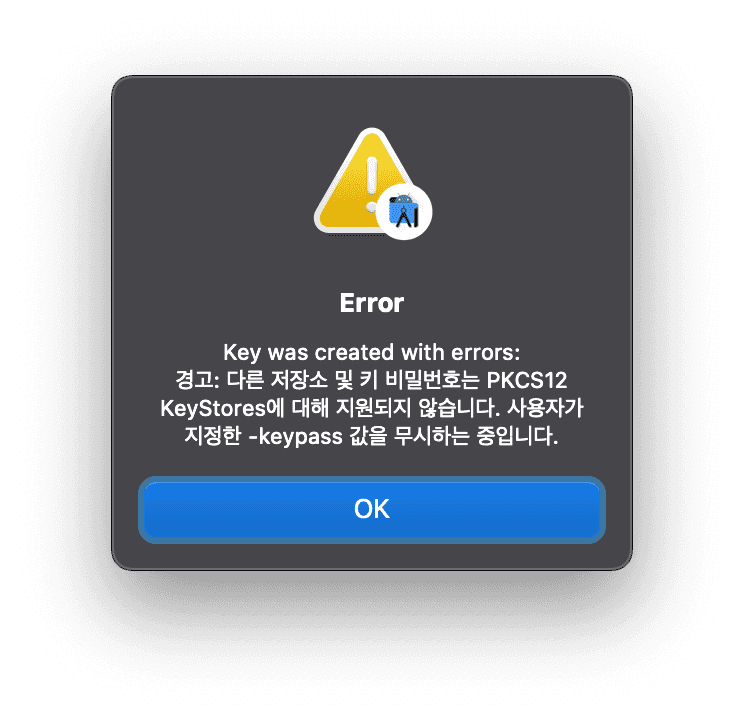 Error
Key was created with errors:
경고: 다른 저장소 및 키 비밀번호는 PKCS12
KeyStores에 대해 지원되지 않습니다. 사용자가
지정한 -keypass 값을 무시하는 중입니다.
OK